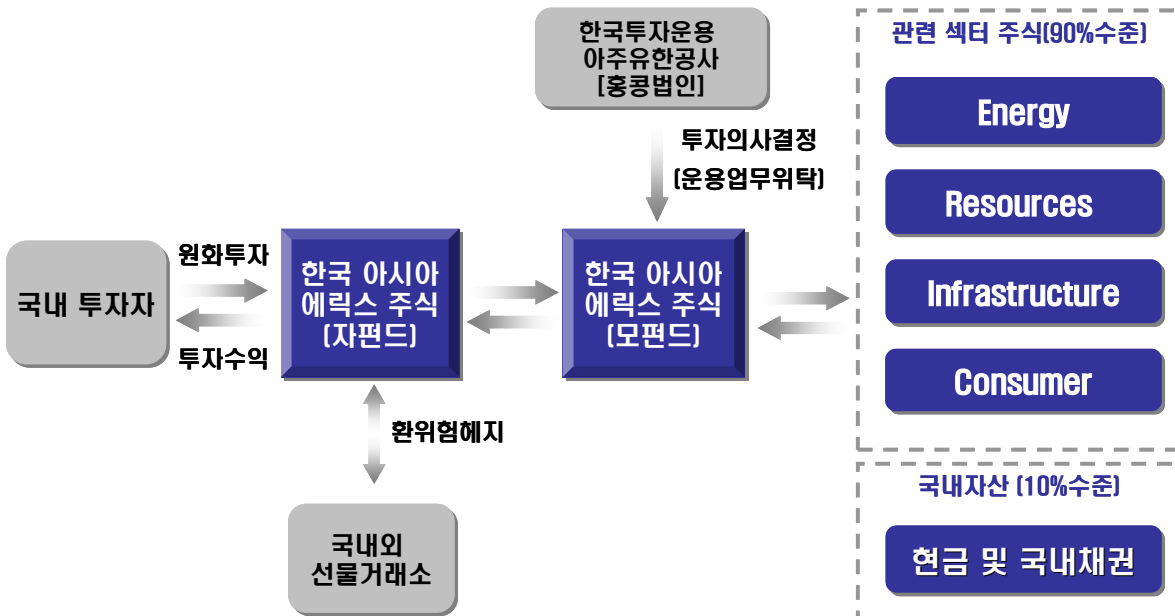 한국투자운용
아주유한공사
[홍콩법인]
투자의사결정
(운용업무위탁)
국내 투자자
원화투자
투자수익
한국 아시아
에릭스 주식
(자펀드)
한국 아시아
에릭스 주식
(모펀드)
환위험헤지
국내외
선물거래소
관련 섹터 주식(90%수준)
Energy
Resources
Infrastructure
Consumer
국내자산 (10%수준)
현금 및 국내채권